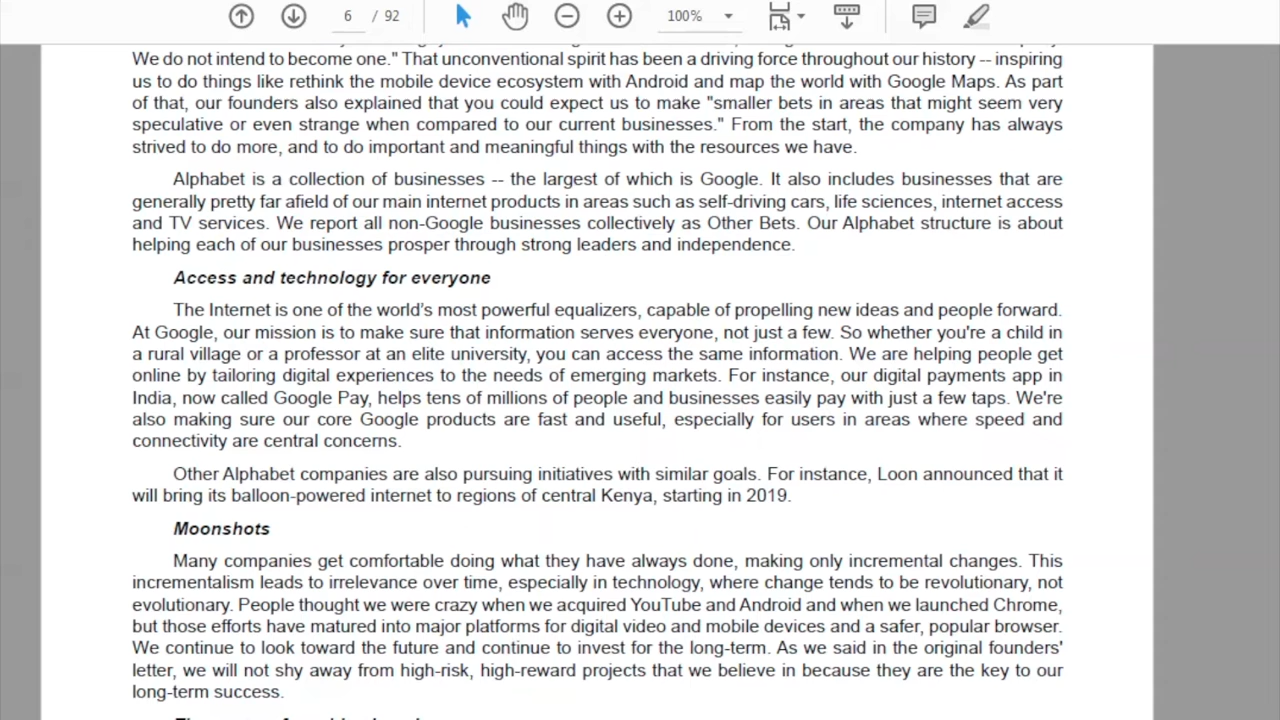 6 / 92
100%
We do not intend to become one." That unconventional spirit has been a driving force throughout our history -- inspiring
us to do things like rethink the mobile device ecosystem with Android and map the world with Google Maps. As part
of that, our founders also explained that you could expect us to make "smaller bets in areas that might seem very
speculative or even strange when compared to our current businesses." From the start, the company has always
strived to do more, and to do important and meaningful things with the resources we have.
Alphabet is a collection of businesses -- the largest of which is Google. It also includes businesses that are
generally pretty far afield of our main internet products in areas such as self-driving cars, life sciences, internet access
and TV services. We report all non-Google businesses collectively as Other Bets. Our Alphabet structure is about
helping each of our businesses prosper through strong leaders and independence.
Access and technology for everyone
The Internet is one of the world’s most powerful equalizers, capable of propelling new ideas and people forward.
At Google, our mission is to make sure that information serves everyone, not just a few. So whether you're a child in
a rural village or a professor at an elite university, you can access the same information. We are helping people get
online by tailoring digital experiences to the needs of emerging markets. For instance, our digital payments app in
India, now called Google Pay, helps tens of millions of people and businesses easily pay with just a few taps. We're
also making sure our core Google products are fast and useful, especially for users in areas where speed and
connectivity are central concerns.
Other Alphabet companies are also pursuing initiatives with similar goals. For instance, Loon announced that it
will bring its balloon-powered internet to regions of central Kenya, starting in 2019.
Moonshots
Many companies get comfortable doing what they have always done, making only incremental changes. This
incrementalism leads to irrelevance over time, especially in technology, where change tends to be revolutionary, not
evolutionary. People thought we were crazy when we acquired YouTube and Android and when we launched Chrome,
but those efforts have matured into major platforms for digital video and mobile devices and a safer, popular browser.
We continue to look toward the future and continue to invest for the long-term. As we said in the original founders'
letter, we will not shy away from high-risk, high-reward projects that we believe in because they are the key to our
long-term success.